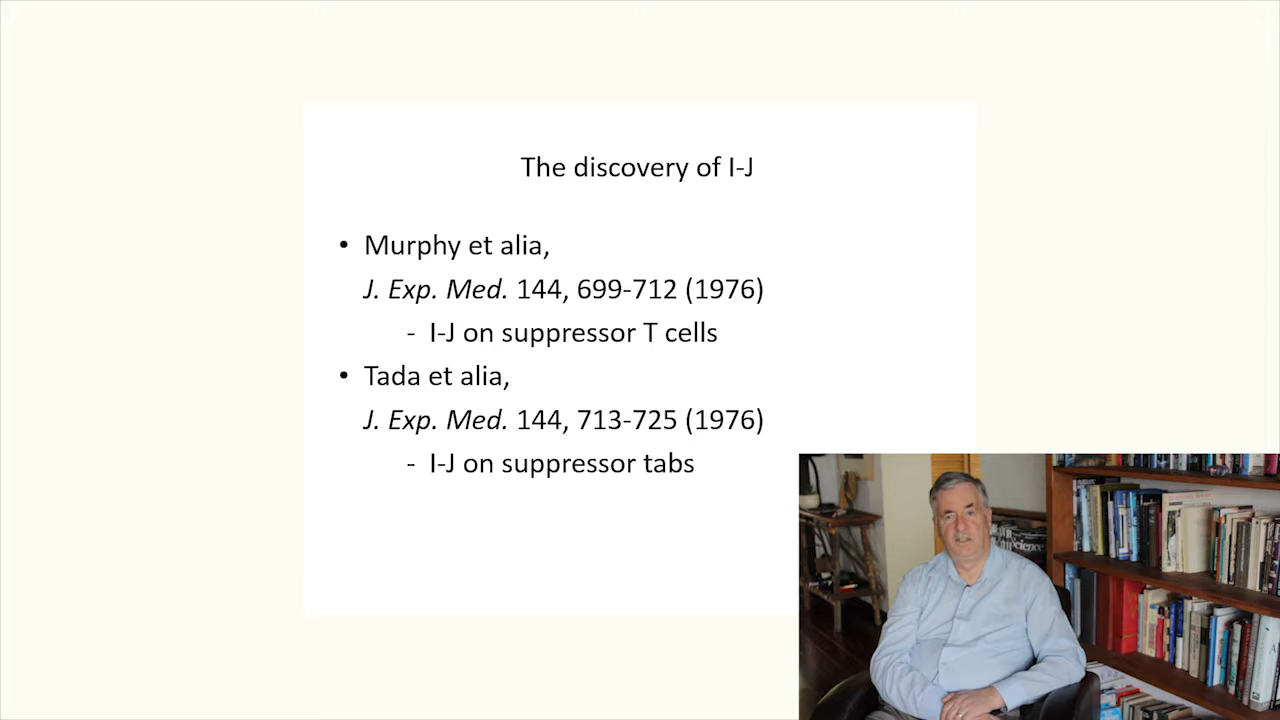 The discovery of I-J
• Murphy et alia,
J. Exp. Med. 144, 699-712 (1976)
- I-J on suppressor T cells
• Tada et alia,
J. Exp. Med. 144, 713-725 (1976)
- I-J on suppressor tabs